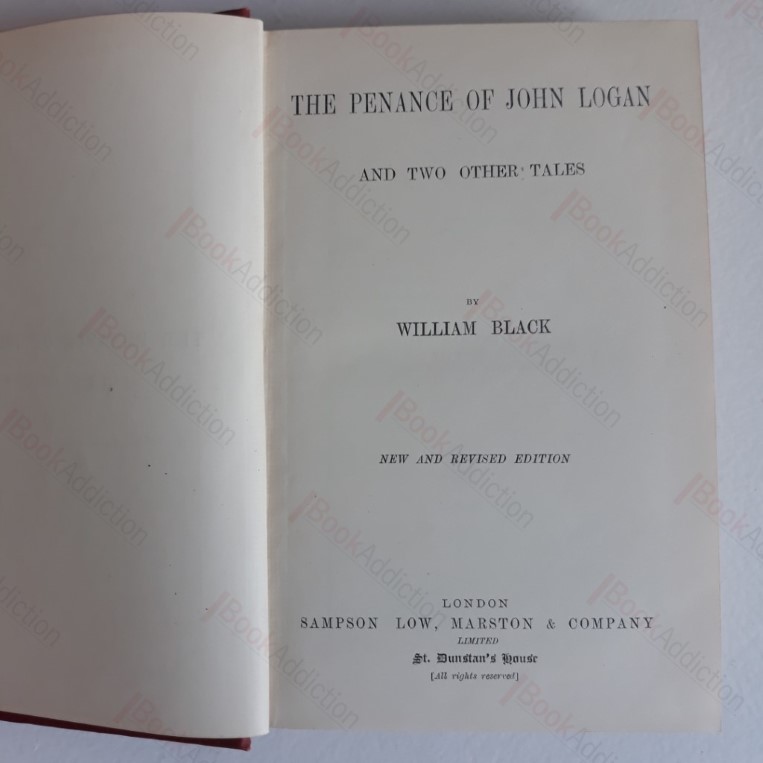 THE PENANCE OF JOHN LOGAN
AND TWO OTHER TALES
BY
WILLIAM BLACK
NEW AND REVISED EDITION
LONDON
SAMPSON LOW, MARSTON & COMPANY
LIMITED
St. Dunstan's House
[All rights reserved]
BookAddiction